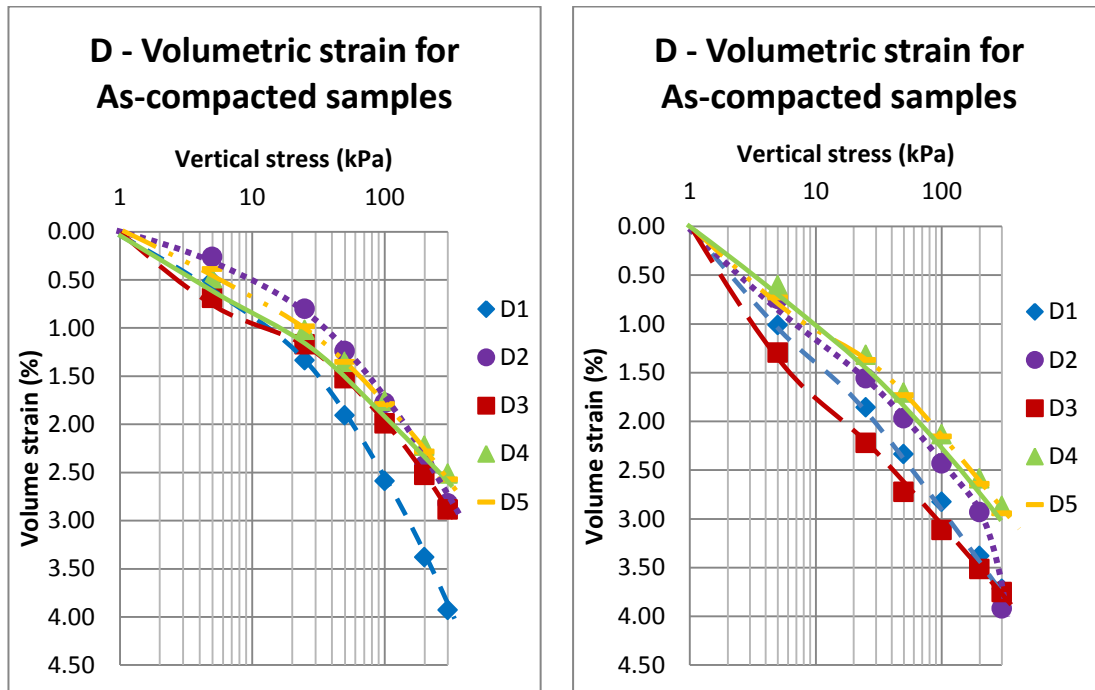 D - Volumetric strain for
As-compacted samples
Vertical stress (kPa)
1 10 100
Volume strain (%)
0.00
0.50
1.00
1.50
2.00
2.50
3.00
3.50
4.00
4.50
D1
D2
D3
D4
D5
D - Volumetric strain for
As-compacted samples
Vertical stress (kPa)
1 10 100
Volume strain (%)
0.00
0.50
1.00
1.50
2.00
2.50
3.00
3.50
4.00
4.50
D1
D2
D3
D4
D5